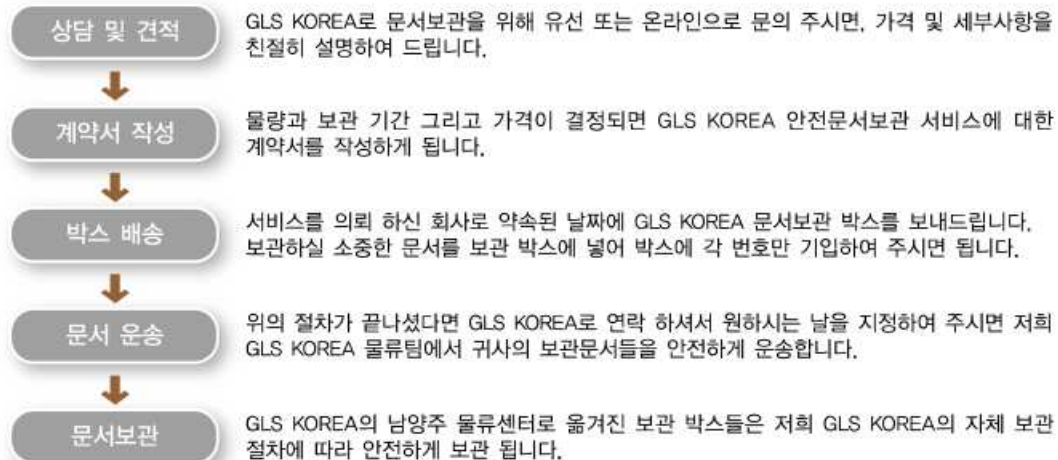 상담 및 견적
GLS KOREA로 문서보관을 위해 유선 또는 온라인으로 문의 주시면, 가격 및 세부사항을
친절히 설명하여 드립니다.
계약서 작성
물량과 보관 기간 그리고 가격이 결정되면 GLS KOREA 안전문서보관 서비스에 대한
계약서를 작성하게 됩니다.
박스 배송
서비스를 의뢰 하신 회사로 약속된 날짜에 GLS KOREA 문서보관 박스를 보내드립니다.
보관하실 소중한 문서를 보관 박스에 넣어 박스에 각 번호만 기입하여 주시면 됩니다.
문서 운송
위의 절차가 끝나셨다면 GLS KOREA로 연락 하셔서 원하시는 날을 지정하여 주시면 저희
GLS KOREA 물류팀에서 귀사의 보관문서들을 안전하게 운송합니다.
문서보관
GLS KOREA의 남양주 물류센터로 옮겨진 보관 박스들은 저희 GLS KOREA의 자체 보관
절차에 따라 안전하게 보관 됩니다.